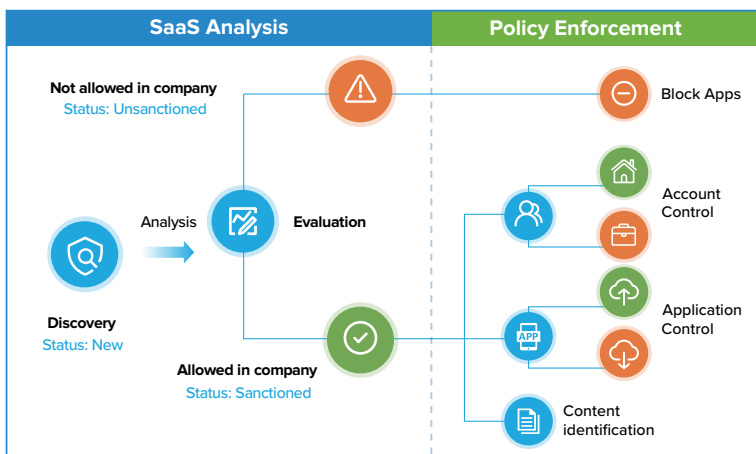 SaaS Analysis
Policy Enforcement
Not allowed in company
Status: Unsanctioned
Block Apps
Analysis
Evaluation
Account
Control
Discovery
Status: New
APP
Application
Control
Allowed in company
Status: Sanctioned
Content
identification